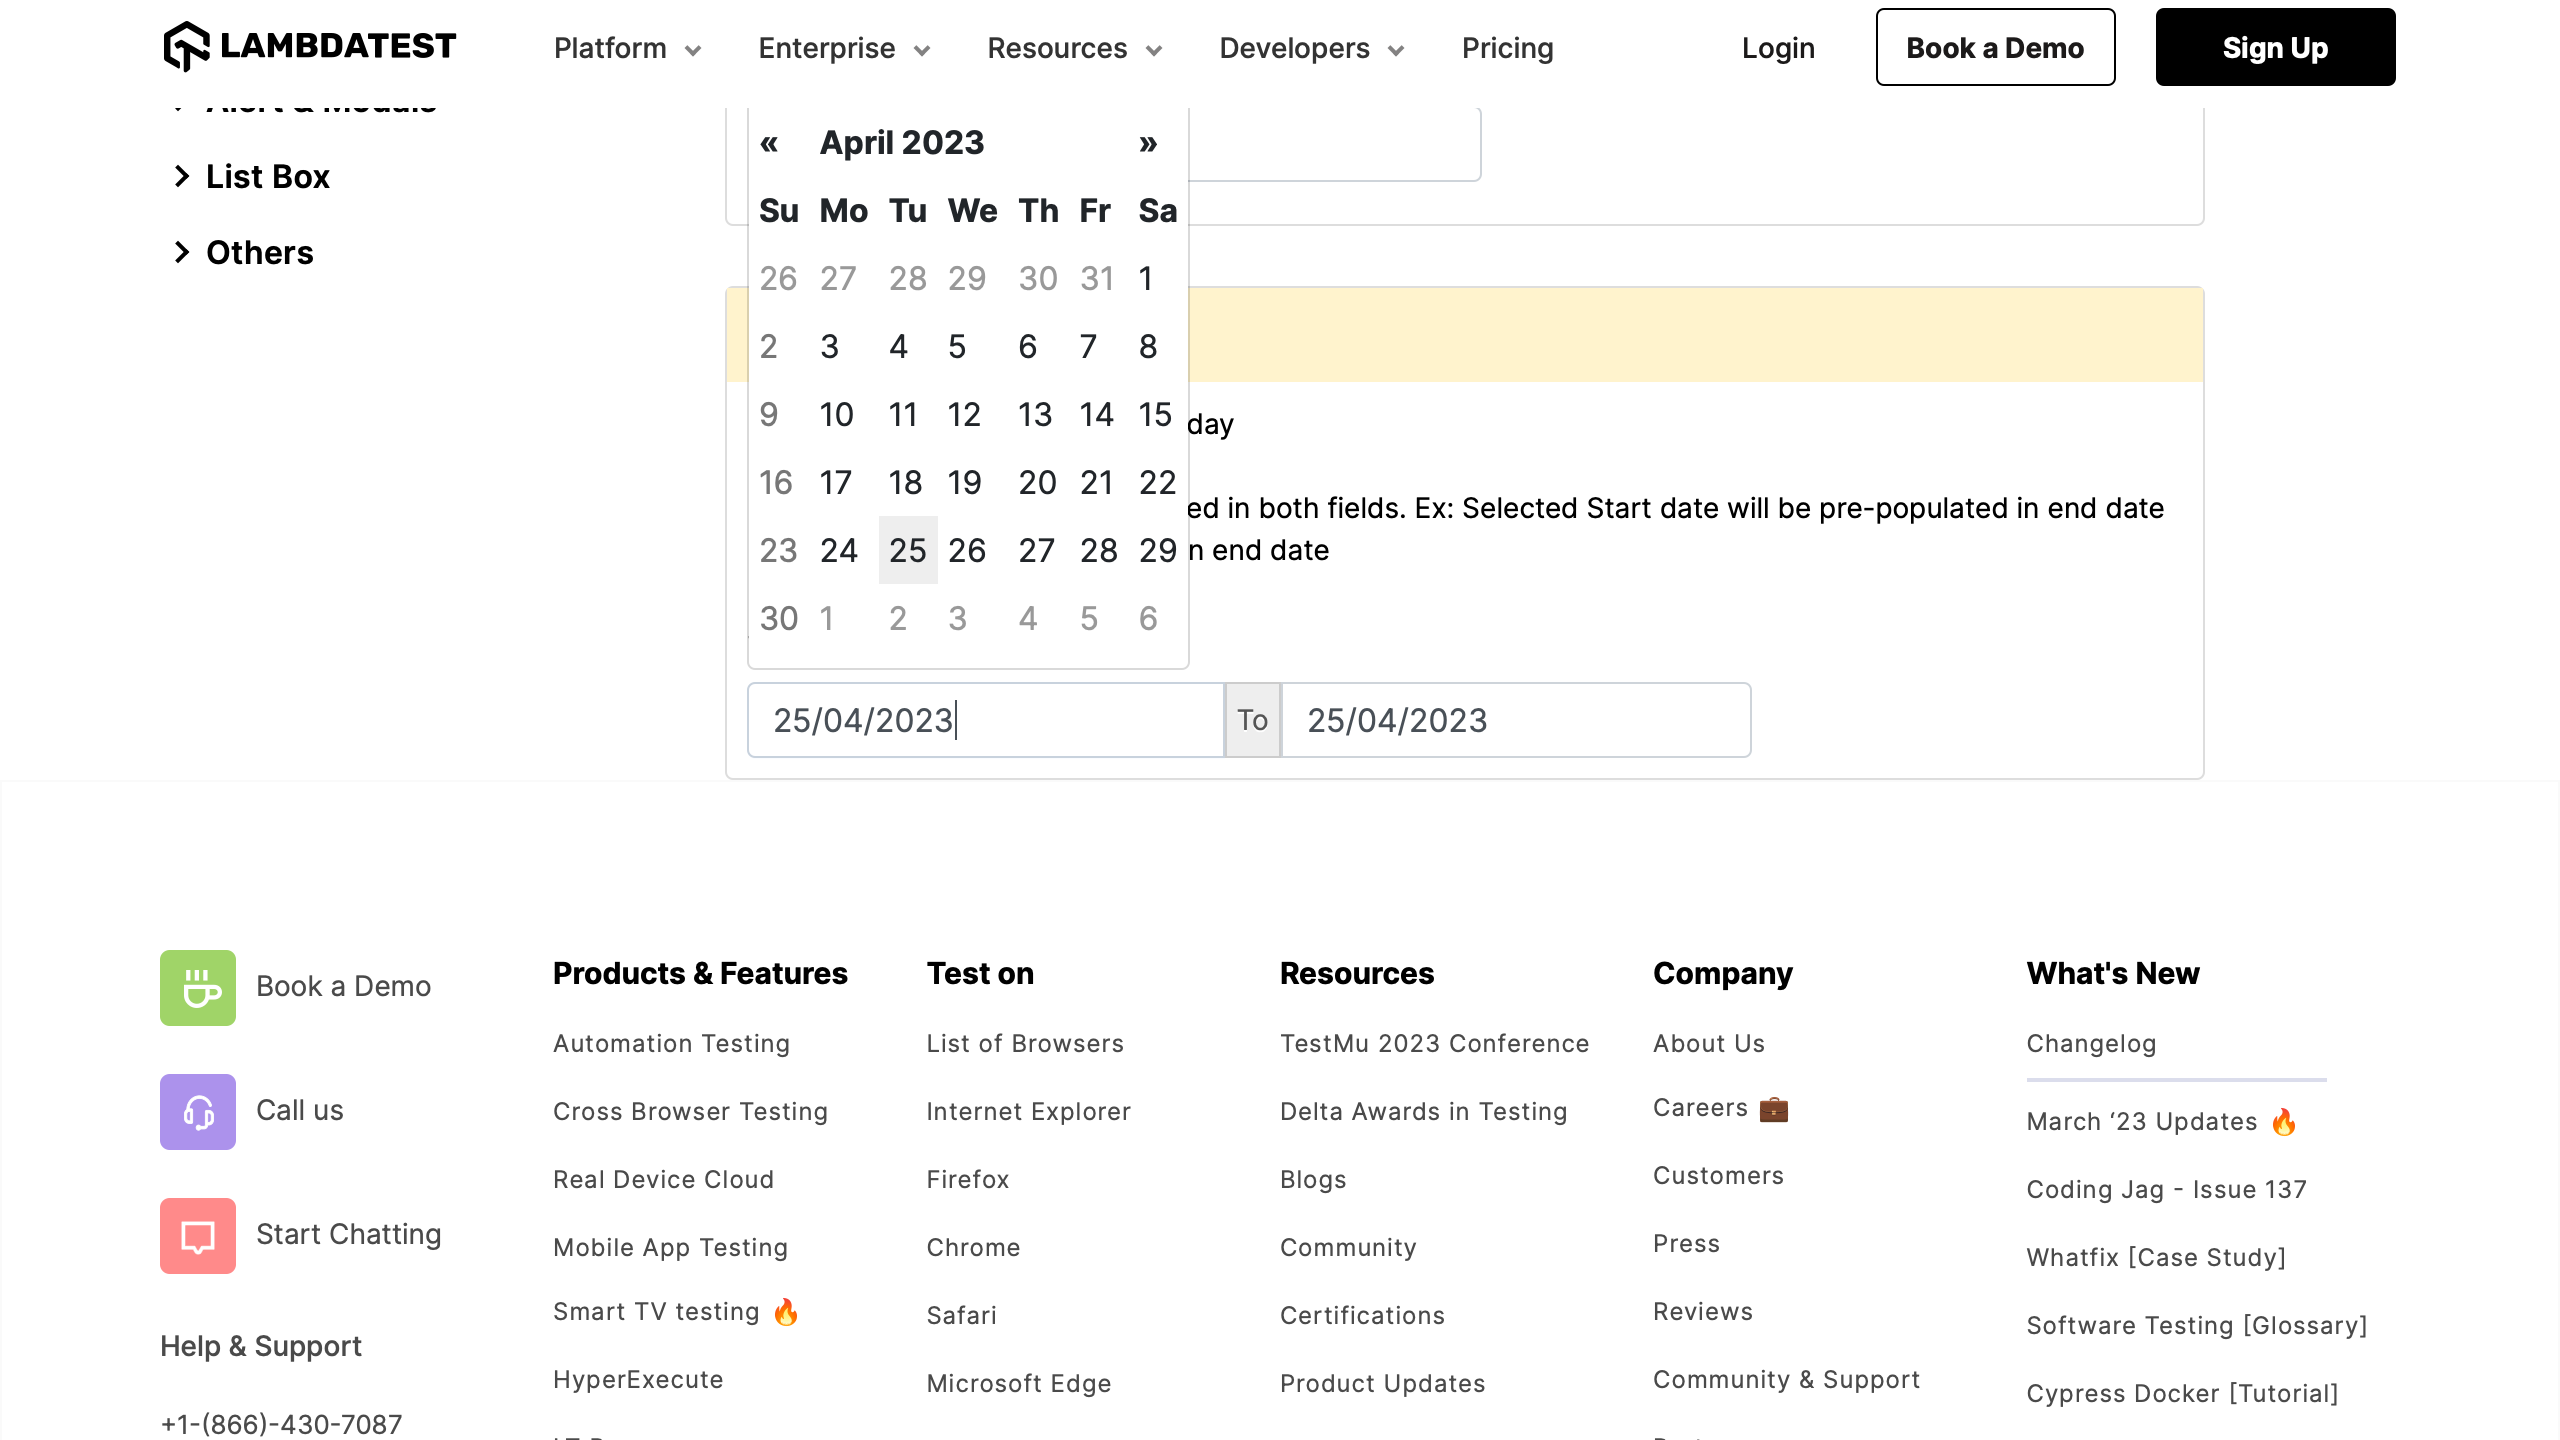 LAMBDATEST
Platform
Enterprise
Resources
Developers
Pricing
Login
Book a Demo
Sign Up
Alert & Modals
List Box
Others
« April 2023 »
Su Mo Tu We Th Fr Sa
26 27 28 29 30 31 1
2 3 4 5 6 7 8
9 10 11 12 13 14 15
16 17 18 19 20 21 22
23 24 25 26 27 28 29
30 1 2 3 4 5 6
day
ed in both fields. Ex: Selected Start date will be pre-populated in end date
n end date
25/04/2023 To 25/04/2023
Book a Demo
Call us
Start Chatting
Help & Support
+1-(866)-430-7087
Products & Features
Automation Testing
Cross Browser Testing
Real Device Cloud
Mobile App Testing
Smart TV testing 🔥
HyperExecute
Test on
List of Browsers
Internet Explorer
Firefox
Chrome
Safari
Microsoft Edge
Resources
TestMu 2023 Conference
Delta Awards in Testing
Blogs
Community
Certifications
Product Updates
Company
About Us
Careers 💼
Customers
Press
Reviews
Community & Support
What's New
Changelog
March ‘23 Updates 🔥
Coding Jag - Issue 137
Whatfix [Case Study]
Software Testing [Glossary]
Cypress Docker [Tutorial]